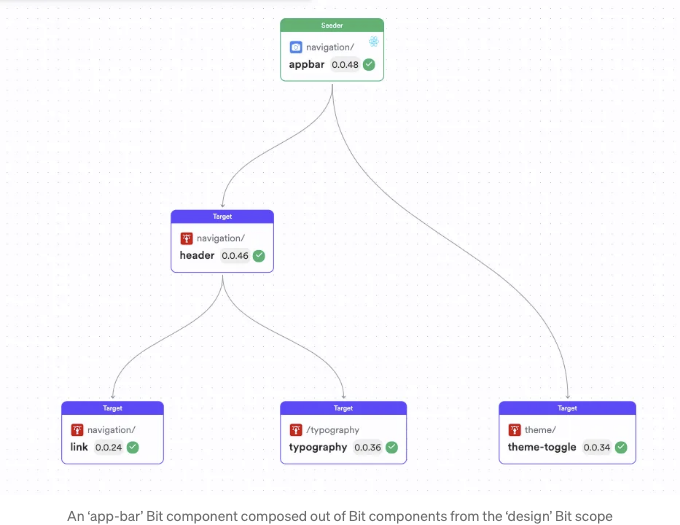 Seeder
navigation/
appbar 0.0.48
Target
navigation/
header 0.0.46
Target
navigation/
link 0.0.24
Target
/typography
typography 0.0.36
Target
theme/
theme-toggle 0.0.34
An ‘app-bar’ Bit component composed out of Bit components from the ‘design’ Bit scope